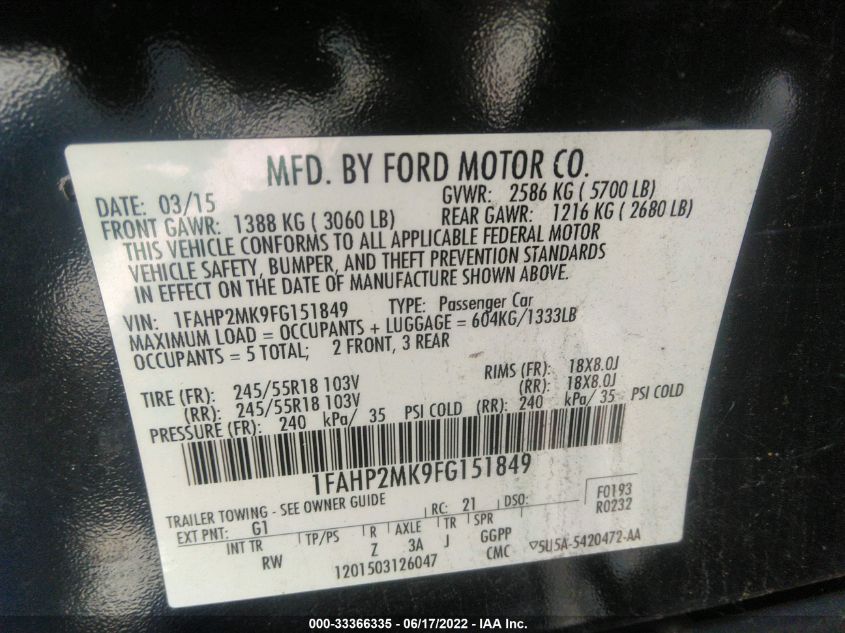 MFD. BY FORD MOTOR CO.
DATE: 03/15 GVWR: 2586 KG ( 5700 LB)
FRONT GAWR: 1388 KG ( 3060 LB) REAR GAWR: 1216 KG ( 2680 LB)
THIS VEHICLE CONFORMS TO ALL APPLICABLE FEDERAL MOTOR
VEHICLE SAFETY, BUMPER, AND THEFT PREVENTION STANDARDS
IN EFFECT ON THE DATE OF MANUFACTURE SHOWN ABOVE.
VIN: 1FAHP2MK9FG151849 TYPE: Passenger Car
MAXIMUM LOAD = OCCUPANTS + LUGGAGE = 604KG/1333LB
OCCUPANTS = 5 TOTAL; 2 FRONT, 3 REAR
TIRE (FR): 245/55R18 103V RIMS (FR): 18X8.0J
(RR): 245/55R18 103V (RR): 18X8.0J
PRESSURE (FR): 240 kPa/ 35 PSI COLD (RR): 240 kPa/ 35 PSI COLD
1FAHP2MK9FG151849
TRAILER TOWING - SEE OWNER GUIDE
EXT PNT: G1 RC: 21 DSO: F0193
R0232
INT TR TP/PS R AXLE TR SPR
RW Z 3A J GGPP
CMC
1201503126047 ▽5U5A-5420472-AA
000-33366335 - 06/17/2022 - IAA Inc.